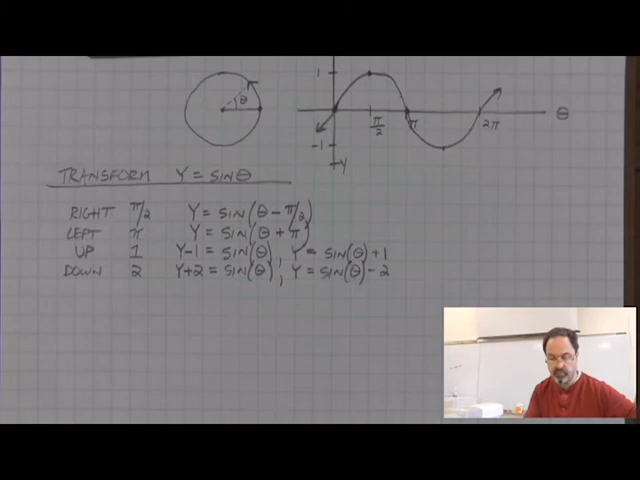 1
θ
π/2
π
2π
θ
-1
Y
TRANSFORM Y = SINθ
RIGHT π/2 Y = SIN(θ - π/2)
LEFT π Y = SIN(θ + π)
UP 1 Y-1 = SIN(θ), Y = SIN(θ)+1
DOWN 2 Y+2 = SIN(θ); Y = SIN(θ)-2